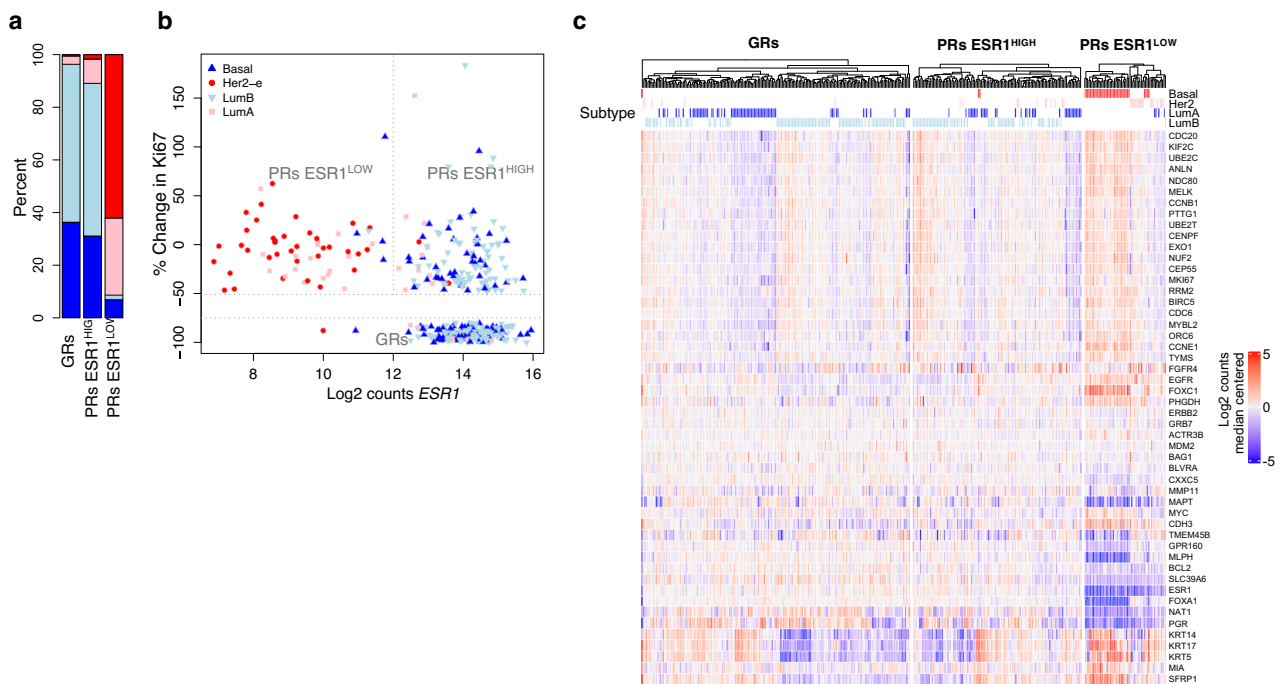 a
Percent
100
80
60
40
20
0
GRs
PRs ESR1HIG
PRs ESR1LOW
b
% Change in Ki67
150
100
50
0
−50
−100
Basal
Her2−e
LumB
LumA
PRs ESR1LOW
PRs ESR1HIGH
GRs
8
10
12
14
16
Log2 counts ESR1
c
GRs
PRs ESR1HIGH
PRs ESR1LOW
Subtype
Basal
Her2
LumA
LumB
CDC20
KIF2C
UBE2C
ANLN
NDC80
MELK
CCNB1
PTTG1
UBE2T
CENPF
EXO1
NUF2
CEP55
MKI67
RRM2
BIRC5
CDC6
MYBL2
ORC6
CCNE1
TYMS
FGFR4
EGFR
FOXC1
PHGDH
ERBB2
GRB7
ACTR3B
MDM2
BAG1
BLVRA
CXXC5
MMP11
MAPT
MYC
CDH3
TMEM45B
GPR160
MLPH
BCL2
SLC39A6
ESR1
FOXA1
NAT1
PGR
KRT14
KRT17
KRT5
MIA
SFRP1
Log2 counts
median centered
5
0
-5